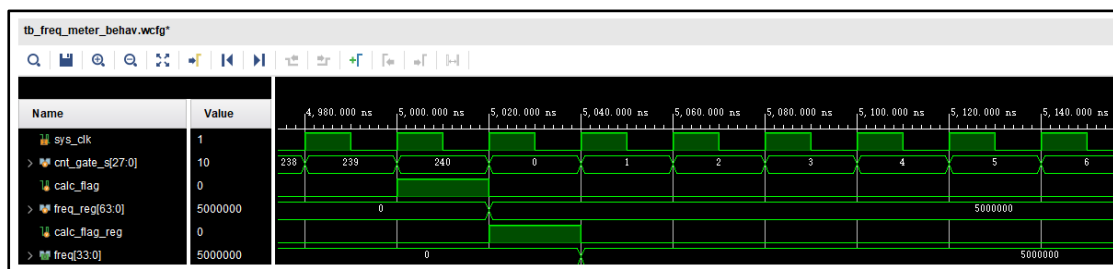 tb_freq_meter_behav.wcfg*
Name Value 4,980.000 ns 5,000.000 ns 5,020.000 ns 5,040.000 ns 5,060.000 ns 5,080.000 ns 5,100.000 ns 5,120.000 ns 5,140.000 ns
sys_clk 1
cnt_gate_s[27:0] 10 238 239 240 0 1 2 3 4 5 6
calc_flag 0
freq_reg[63:0] 5000000 0 5000000
calc_flag_reg 0
freq[33:0] 5000000 0 5000000